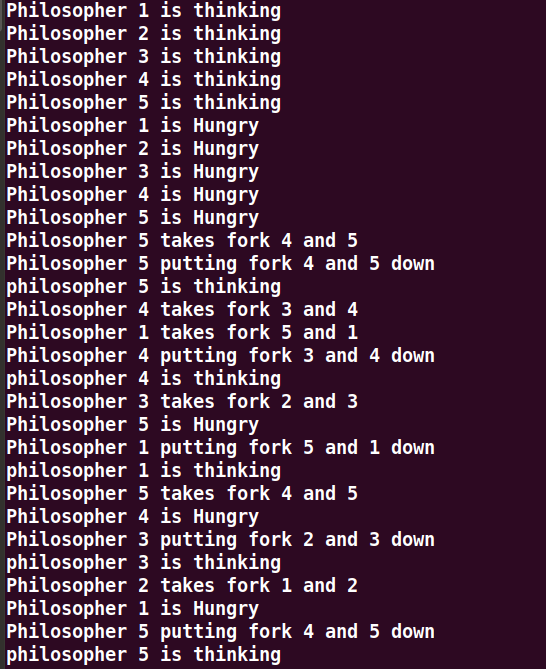 Philosopher 1 is thinking
Philosopher 2 is thinking
Philosopher 3 is thinking
Philosopher 4 is thinking
Philosopher 5 is thinking
Philosopher 1 is Hungry
Philosopher 2 is Hungry
Philosopher 3 is Hungry
Philosopher 4 is Hungry
Philosopher 5 is Hungry
Philosopher 5 takes fork 4 and 5
Philosopher 5 putting fork 4 and 5 down
philosopher 5 is thinking
Philosopher 4 takes fork 3 and 4
Philosopher 1 takes fork 5 and 1
Philosopher 4 putting fork 3 and 4 down
philosopher 4 is thinking
Philosopher 3 takes fork 2 and 3
Philosopher 5 is Hungry
Philosopher 1 putting fork 5 and 1 down
philosopher 1 is thinking
Philosopher 5 takes fork 4 and 5
Philosopher 4 is Hungry
Philosopher 3 putting fork 2 and 3 down
philosopher 3 is thinking
Philosopher 2 takes fork 1 and 2
Philosopher 1 is Hungry
Philosopher 5 putting fork 4 and 5 down
philosopher 5 is thinking